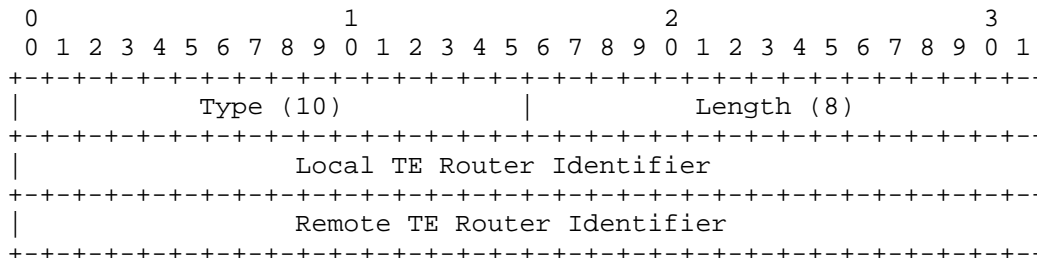 0                   1                   2                   3
 0 1 2 3 4 5 6 7 8 9 0 1 2 3 4 5 6 7 8 9 0 1 2 3 4 5 6 7 8 9 0 1
+-+-+-+-+-+-+-+-+-+-+-+-+-+-+-+-+-+-+-+-+-+-+-+-+-+-+-+-+-+-+-+--
|           Type (10)           |          Length (8)
+-+-+-+-+-+-+-+-+-+-+-+-+-+-+-+-+-+-+-+-+-+-+-+-+-+-+-+-+-+-+-+--
|                 Local TE Router Identifier
+-+-+-+-+-+-+-+-+-+-+-+-+-+-+-+-+-+-+-+-+-+-+-+-+-+-+-+-+-+-+-+--
|                 Remote TE Router Identifier
+-+-+-+-+-+-+-+-+-+-+-+-+-+-+-+-+-+-+-+-+-+-+-+-+-+-+-+-+-+-+-+--